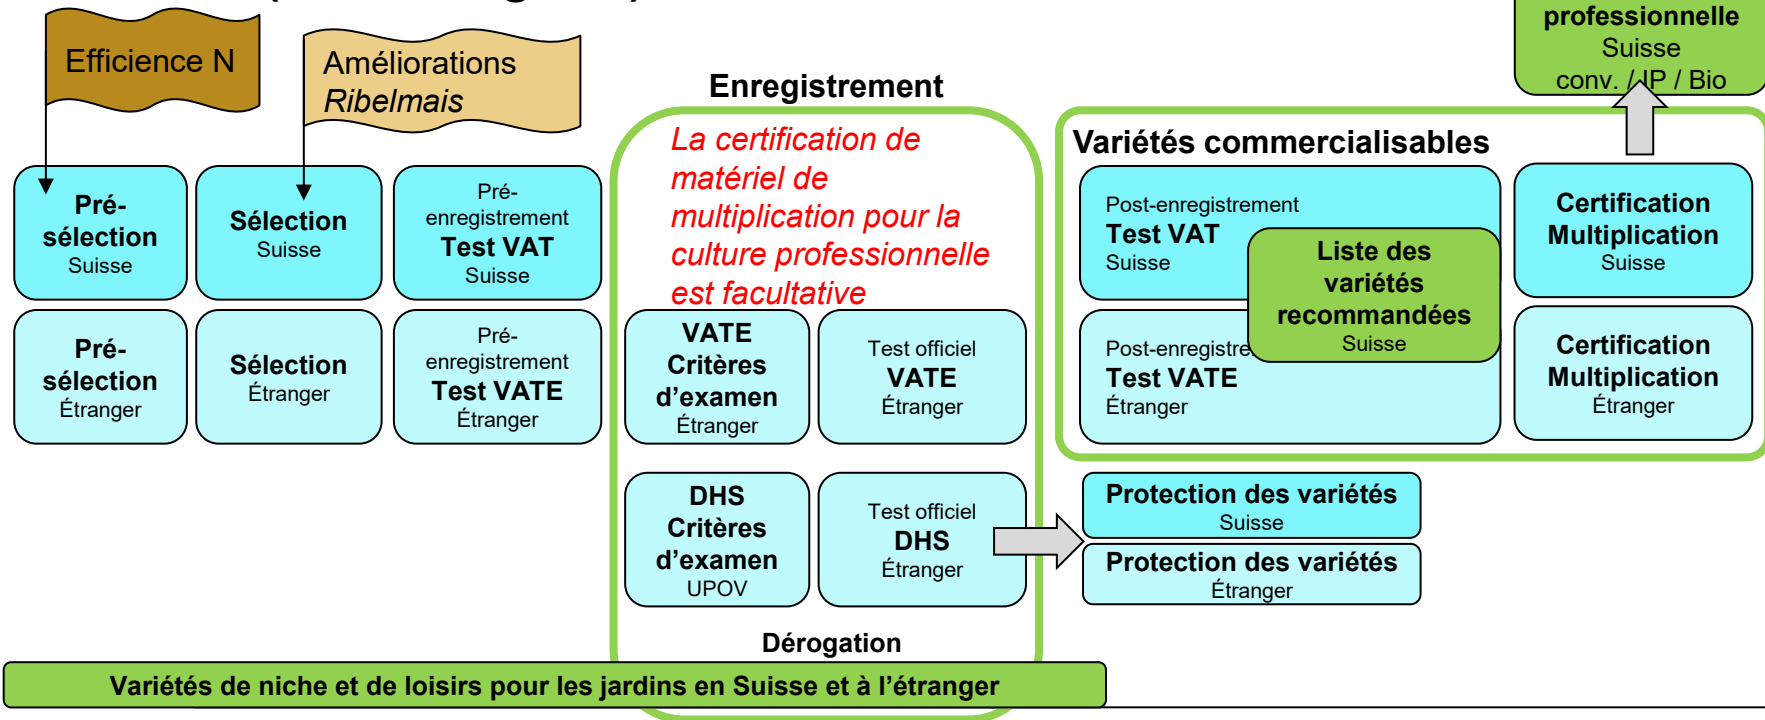 Efficience N
Améliorations
Ribelmais
Enregistrement
La certification de
matériel de
multiplication pour la
culture professionnelle
est facultative
professionnelle
Suisse
conv. / IP / Bio
Variétés commercialisables
Pré-
sélection
Suisse
Sélection
Suisse
Pré-
enregistrement
Test VAT
Suisse
Post-enregistrement
Test VAT
Suisse
Liste des
variétés
recommandées
Suisse
Certification
Multiplication
Suisse
Pré-
sélection
Étranger
Sélection
Étranger
Pré-
enregistrement
Test VATE
Étranger
VATE
Critères
d’examen
Étranger
Test officiel
VATE
Étranger
Post-enregistre
Test VATE
Étranger
Certification
Multiplication
Étranger
DHS
Critères
d’examen
UPOV
Test officiel
DHS
Étranger
Protection des variétés
Suisse
Protection des variétés
Étranger
Dérogation
Variétés de niche et de loisirs pour les jardins en Suisse et à l’étranger